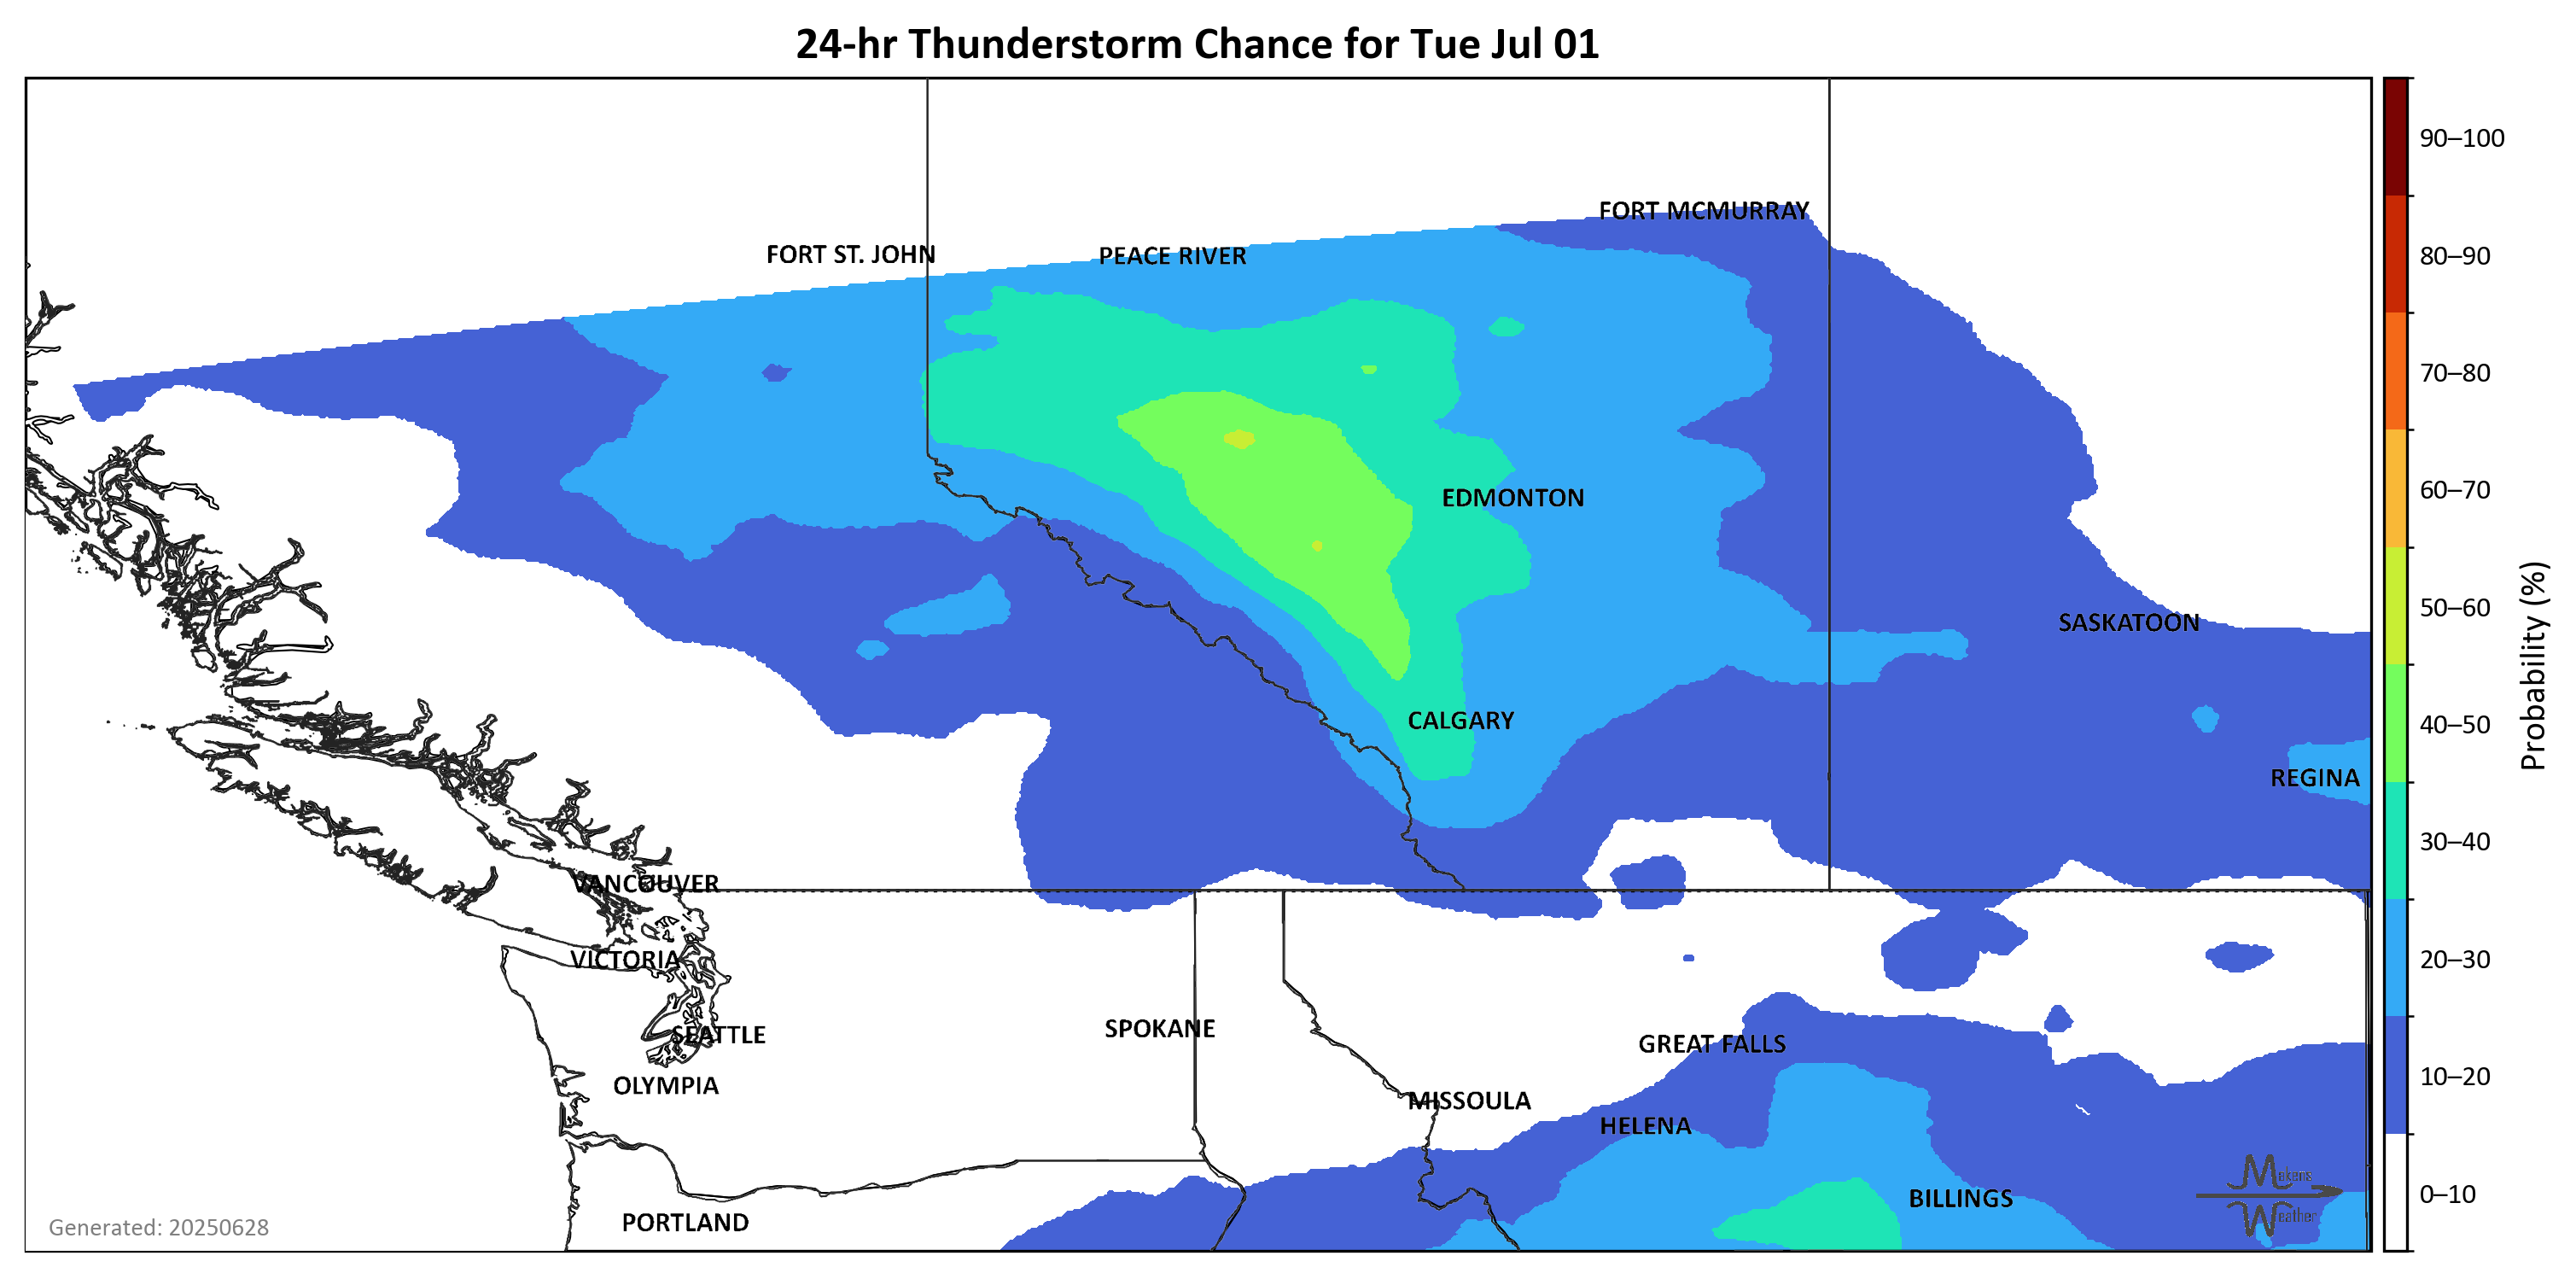 24-hr Thunderstorm Chance for Tue Jul 01
90–100
FORT MCMURRAY
FORT ST. JOHN
PEACE RIVER
80–90
70–80
60–70
EDMONTON
50–60
SASKATOON
Probability (%)
CALGARY
40–50
REGINA
30–40
VANCOUVER
VICTORIA
20–30
SPOKANE
SEATTLE
GREAT FALLS
10–20
OLYMPIA
MISSOULA
HELENA
Mekens
Weather
0–10
BILLINGS
PORTLAND
Generated: 20250628